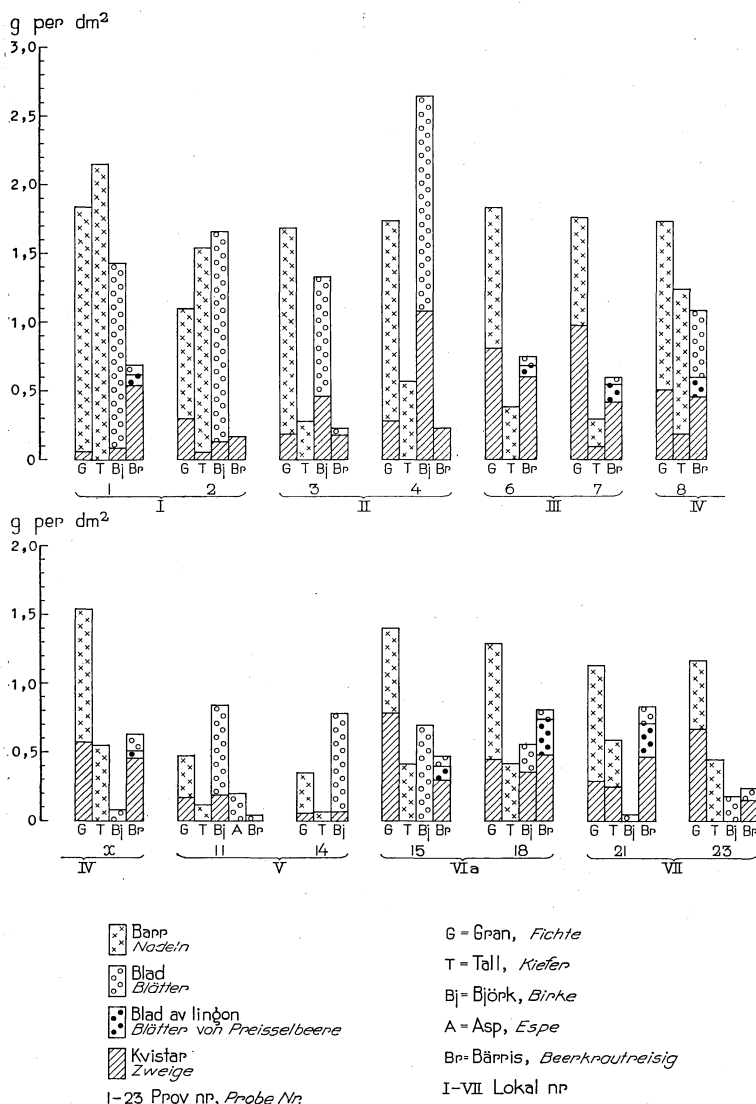 g per dm²
3,0
2,5
2,0
1,5
1,0
0,5
0
G T Bj Br G T Bj Br G T Bj Br G T Bj Br G T Br G T Br G T Br
1 2 3 4 6 7 8
I II III IV
g per dm²
2,0
1,5
1,0
0,5
0
G T Bj Br G T Bj A Br G T Bj G T Bj Br G T Bj Br G T Bj Br G T Bj Br
x 11 14 15 18 21 23
IV V VIa VII
Barr
Nadeln
Blad
Blätter
Blad av lingon
Blätter von Preisselbeere
Kvistar
Zweige
1-23 Prov nr, Probe Nr.
G = Gran, Fichte
T = Tall, Kiefer
Bj = Björk, Birke
A = Asp, Espe
Br = Bärris, Beerkrautreisig
I-VII Lokal nr